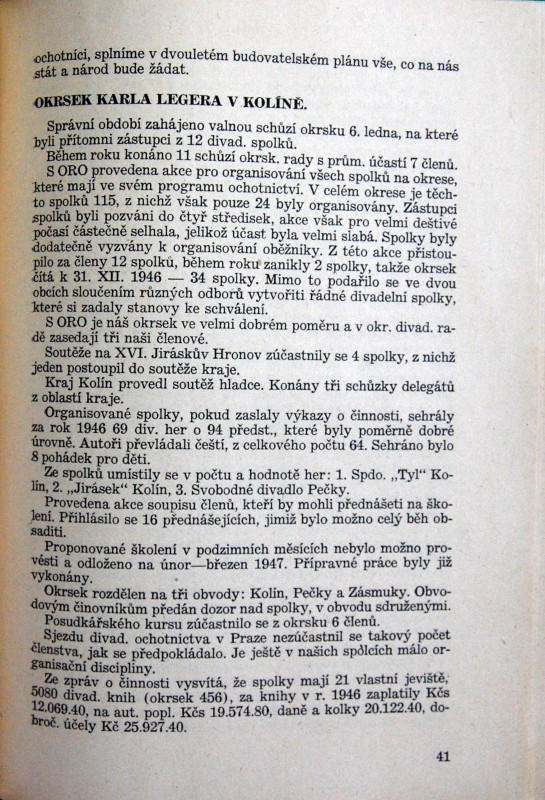 ochotníci, splníme v dvouletém budovatelském plánu vše, co na nás
stát a národ bude žádat.
OKRSEK KARLA LEGERA V KOLÍNĚ.
Správní období zahájeno valnou schůzí okrsku 6. ledna, na které
byli přítomni zástupci z 12 divad. spolků.
Během roku konáno 11 schůzí okrsk. rady s prům. účastí 7 členů.
S ORO provedena akce pro organisování všech spolků na okrese,
které mají ve svém programu ochotnictví. V celém okrese je těch-
to spolků 115, z nichž však pouze 24 byly organisovány. Zástupci
spolků byli pozváni do čtyř středisek, akce však pro velmi deštivé
počasí částečně selhala, jelikož účast byla velmi slabá. Spolky byly
dodatečně vyzvány k organisování oběžníky. Z této akce přistou-
pilo za členy 12 spolků, během roku zanikly 2 spolky, takže okrsek
čítá k 31. XII. 1946 — 34 spolky. Mimo to podařilo se ve dvou
obcích sloučením různých odborů vytvořiti řádné divadelní spolky,
které si zadaly stanovy ke schválení.
S ORO je náš okrsek ve velmi dobrém poměru a v okr. divad. ra-
dě zasedají tři naši členové.
Soutěže na XVI. Jiráskův Hronov zúčastnily se 4 spolky, z nichž
jeden postoupil do soutěže kraje.
Kraj Kolín provedl soutěž hladce. Konány tři schůzky delegátů
z oblastí kraje.
Organisované spolky, pokud zaslaly výkazy o činnosti, sehrály
za rok 1946 69 div. her o 94 předst., které byly poměrně dobré
úrovně. Autoři převládali čeští, z celkového počtu 64. Sehráno bylo
8 pohádek pro děti.
Ze spolků umístily se v počtu a hodnotě her: 1. Spdo. „Tyl“ Ko-
lín, 2. „Jirásek“ Kolín, 3. Svobodné divadlo Pečky.
Provedena akce soupisu členů, kteří by mohli přednášeti na ško-
lení. Přihlásilo se 16 přednášejících, jimiž bylo možno celý běh ob-
saditi.
Proponované školení v podzimních měsících nebylo možno pro-
vésti a odloženo na únor—březen 1947. Přípravné práce byly již
vykonány.
Okrsek rozdělen na tři obvody: Kolín, Pečky a Zásmuky. Obvo-
dovým činovníkům předán dozor nad spolky, v obvodu sdruženými.
Posudkářského kursu zúčastnilo se z okrsku 6 členů.
Sjezdu divad. ochotnictva v Praze nezúčastnil se takový počet
členstva, jak se předpokládalo. Je ještě v našich spolcích málo or-
ganisační discipliny.
Ze zpráv o činnosti vysvítá, že spolky mají 21 vlastní jeviště,
5080 divad. knih (okrsek 456), za knihy v r. 1946 zaplatily Kčs
12.069.40, na aut. popl. Kčs 19.574.80, daně a kolky 20.122.40, do-
broč. účely Kč 25.927.40.
41